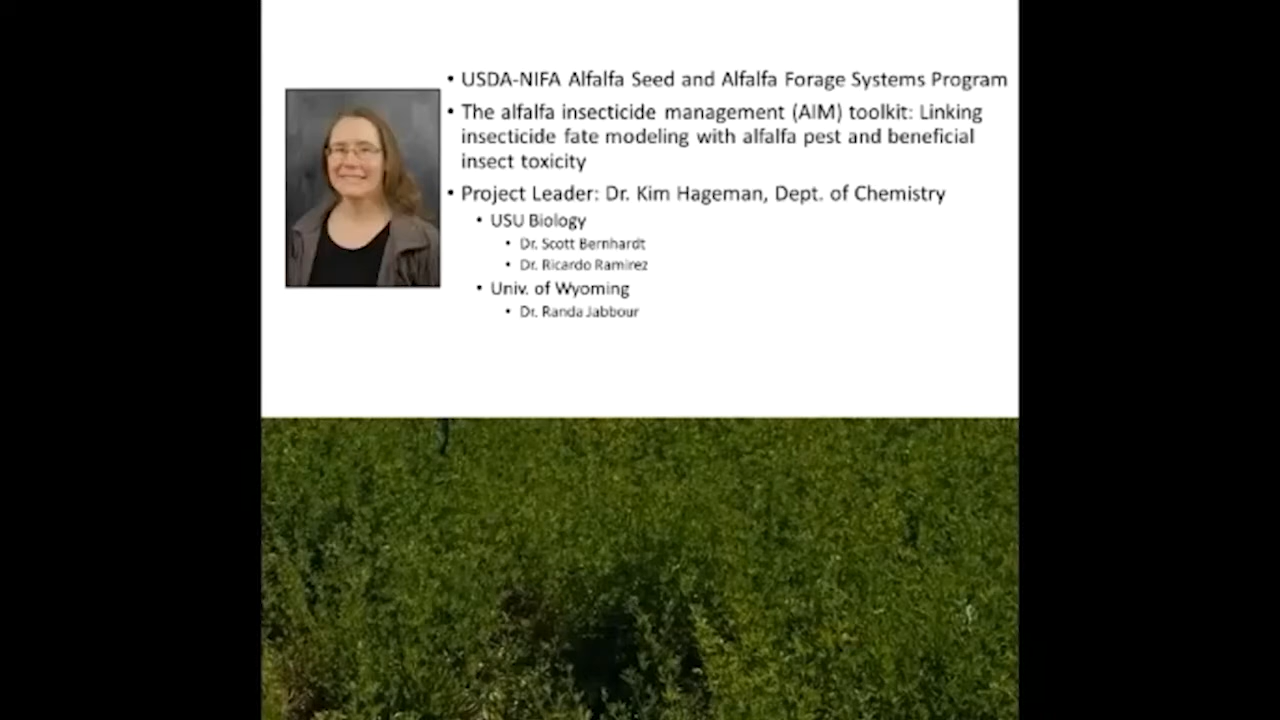 • USDA-NIFA Alfalfa Seed and Alfalfa Forage Systems Program
• The alfalfa insecticide management (AIM) toolkit: Linking
insecticide fate modeling with alfalfa pest and beneficial
insect toxicity
• Project Leader: Dr. Kim Hageman, Dept. of Chemistry
• USU Biology
• Dr. Scott Bernhardt
• Dr. Ricardo Ramirez
• Univ. of Wyoming
• Dr. Randa Jabbour